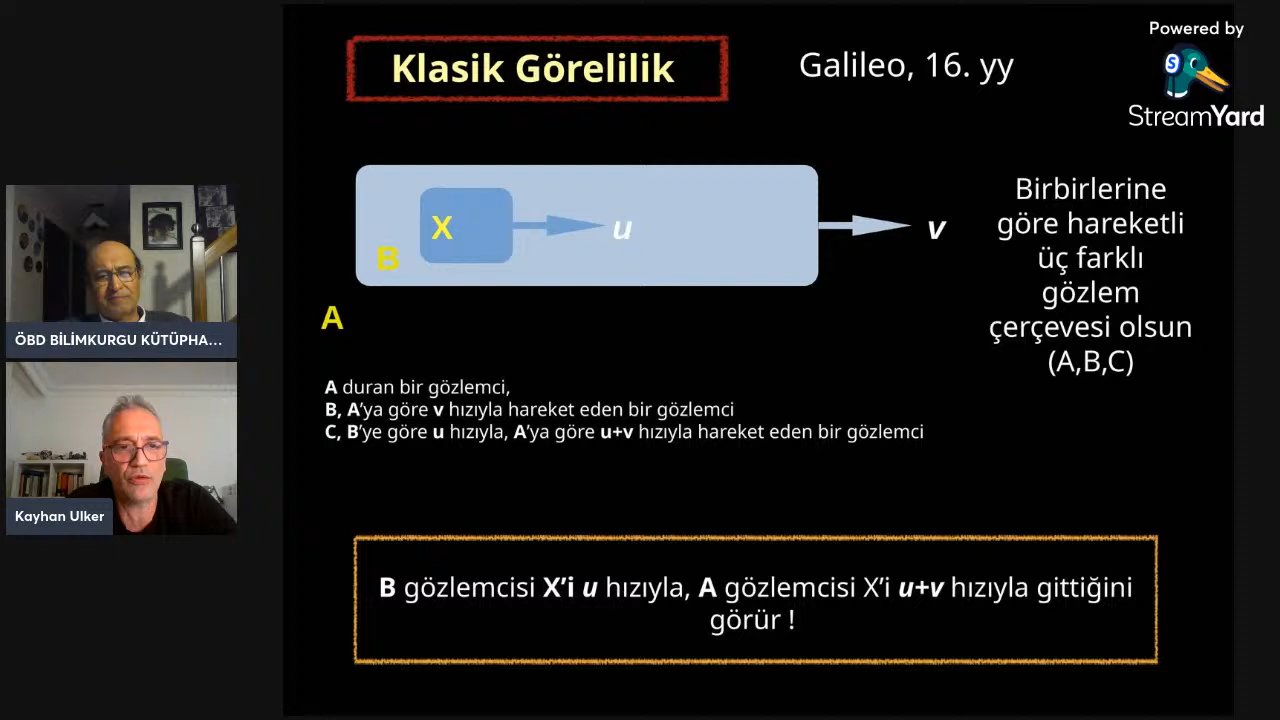 Klasik Görelilik
Galileo, 16. yy
Powered by
S
StreamYard
X
u
v
B
A
Birbirlerine
göre hareketli
üç farklı
gözlem
çerçevesi olsun
(A,B,C)
A duran bir gözlemci,
B, A’ya göre v hızıyla hareket eden bir gözlemci
C, B’ye göre u hızıyla, A’ya göre u+v hızıyla hareket eden bir gözlemci
B gözlemcisi X’i u hızıyla, A gözlemcisi X’i u+v hızıyla gittiğini
görür !
ÖBD BİLİMKURGU KÜTÜPHA...
Kayhan Ulker